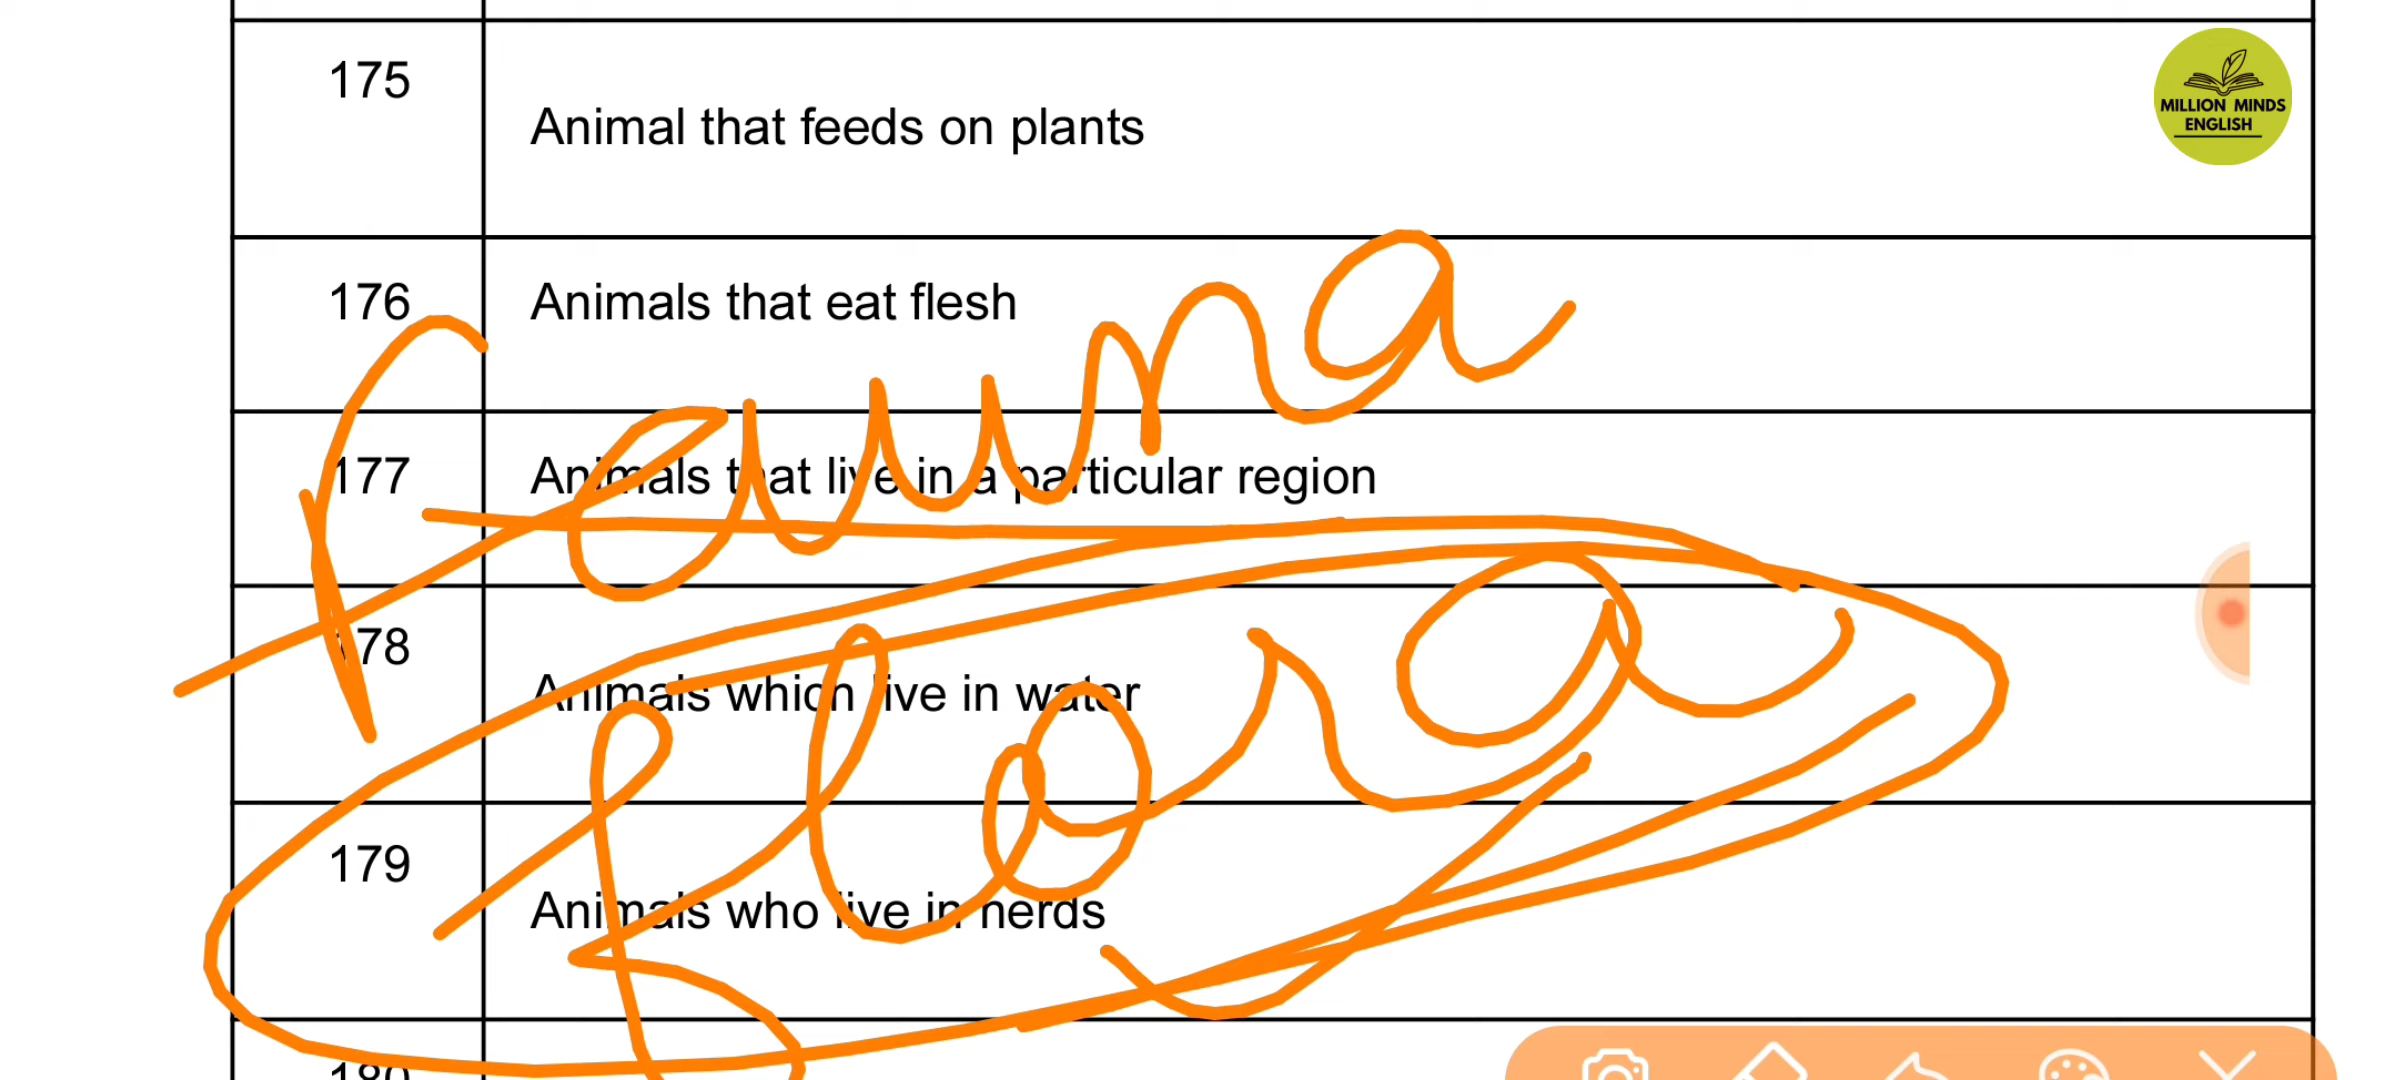 175
Animal that feeds on plants
MILLION MINDS
ENGLISH
176 Animals that eat flesh
fauna
177 Animals that live in a particular region
178
Animals which live in water
flora
179
Animals who live in herds
180